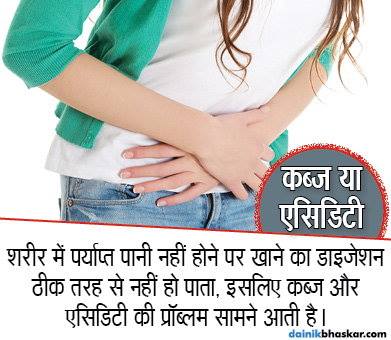 कब्ज या
एसिडिटी
शरीर में पर्याप्त पानी नहीं होने पर खाने का डाइजेशन
ठीक तरह से नहीं हो पाता, इसलिए कब्ज और
एसिडिटी की प्रॉब्लम सामने आती है।
dainikbhaskar.com